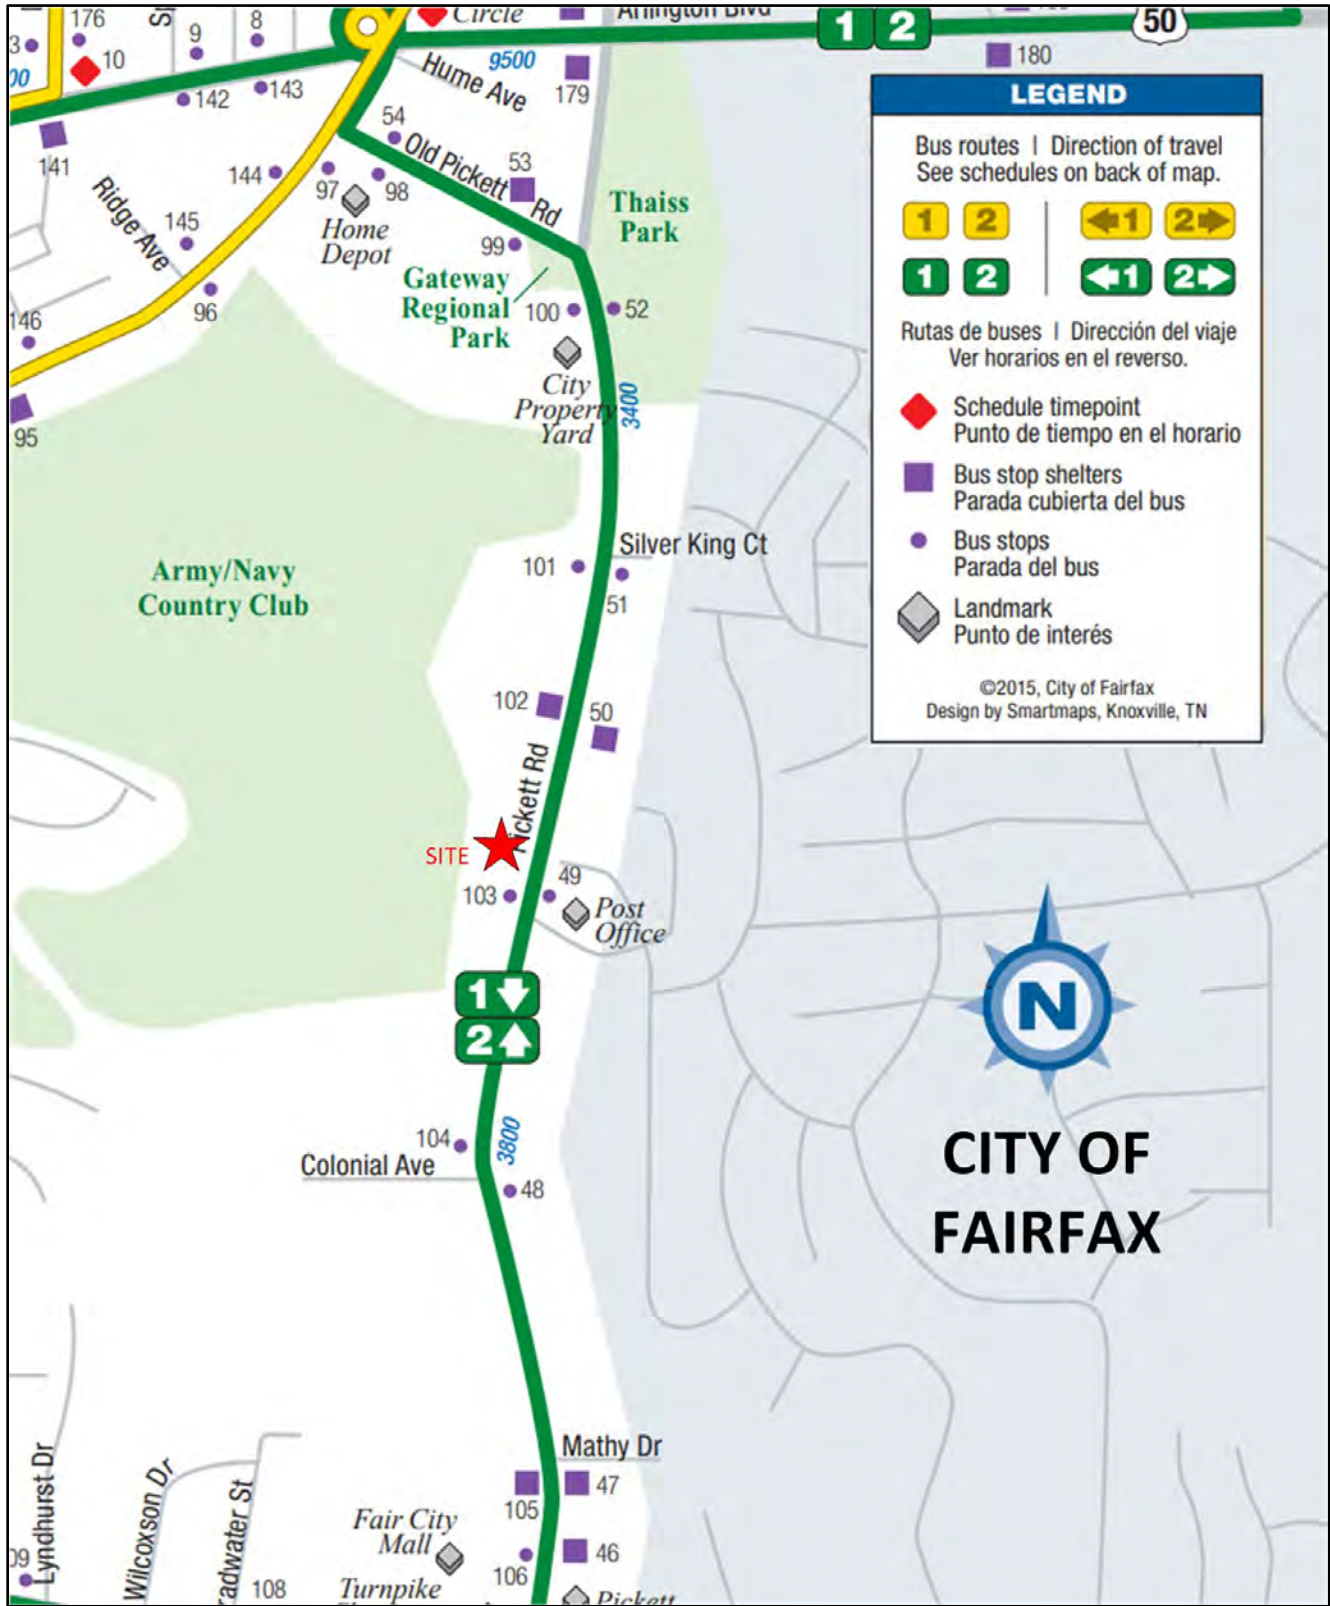 176
8
9
3
00
10
142
143
141
Circle
Arlington Blvd
1 2
50
180
9500
Hume Ave
179
54
Old Pickett Rd
53
144
97
98
Home
Depot
Ridge Ave
145
96
146
95
99
Thaiss
Park
Gateway
Regional
Park
100
52
City
Property
Yard
3400
Army/Navy
Country Club
Silver King Ct
101
51
102
50
Pickett Rd
SITE
103
49
Post
Office
1
2
104
3800
Colonial Ave
48
Mathy Dr
105
47
Fair City
Mall
46
106
Turnpike
Pickett
Lyndhurst Dr
Wilcoxson Dr
radwater St
09
108
LEGEND
Bus routes | Direction of travel
See schedules on back of map.
1 2 1 2
1 2 1 2
Rutas de buses | Dirección del viaje
Ver horarios en el reverso.
Schedule timepoint
Punto de tiempo en el horario
Bus stop shelters
Parada cubierta del bus
Bus stops
Parada del bus
Landmark
Punto de interés
©2015, City of Fairfax
Design by Smartmaps, Knoxville, TN
N
CITY OF
FAIRFAX